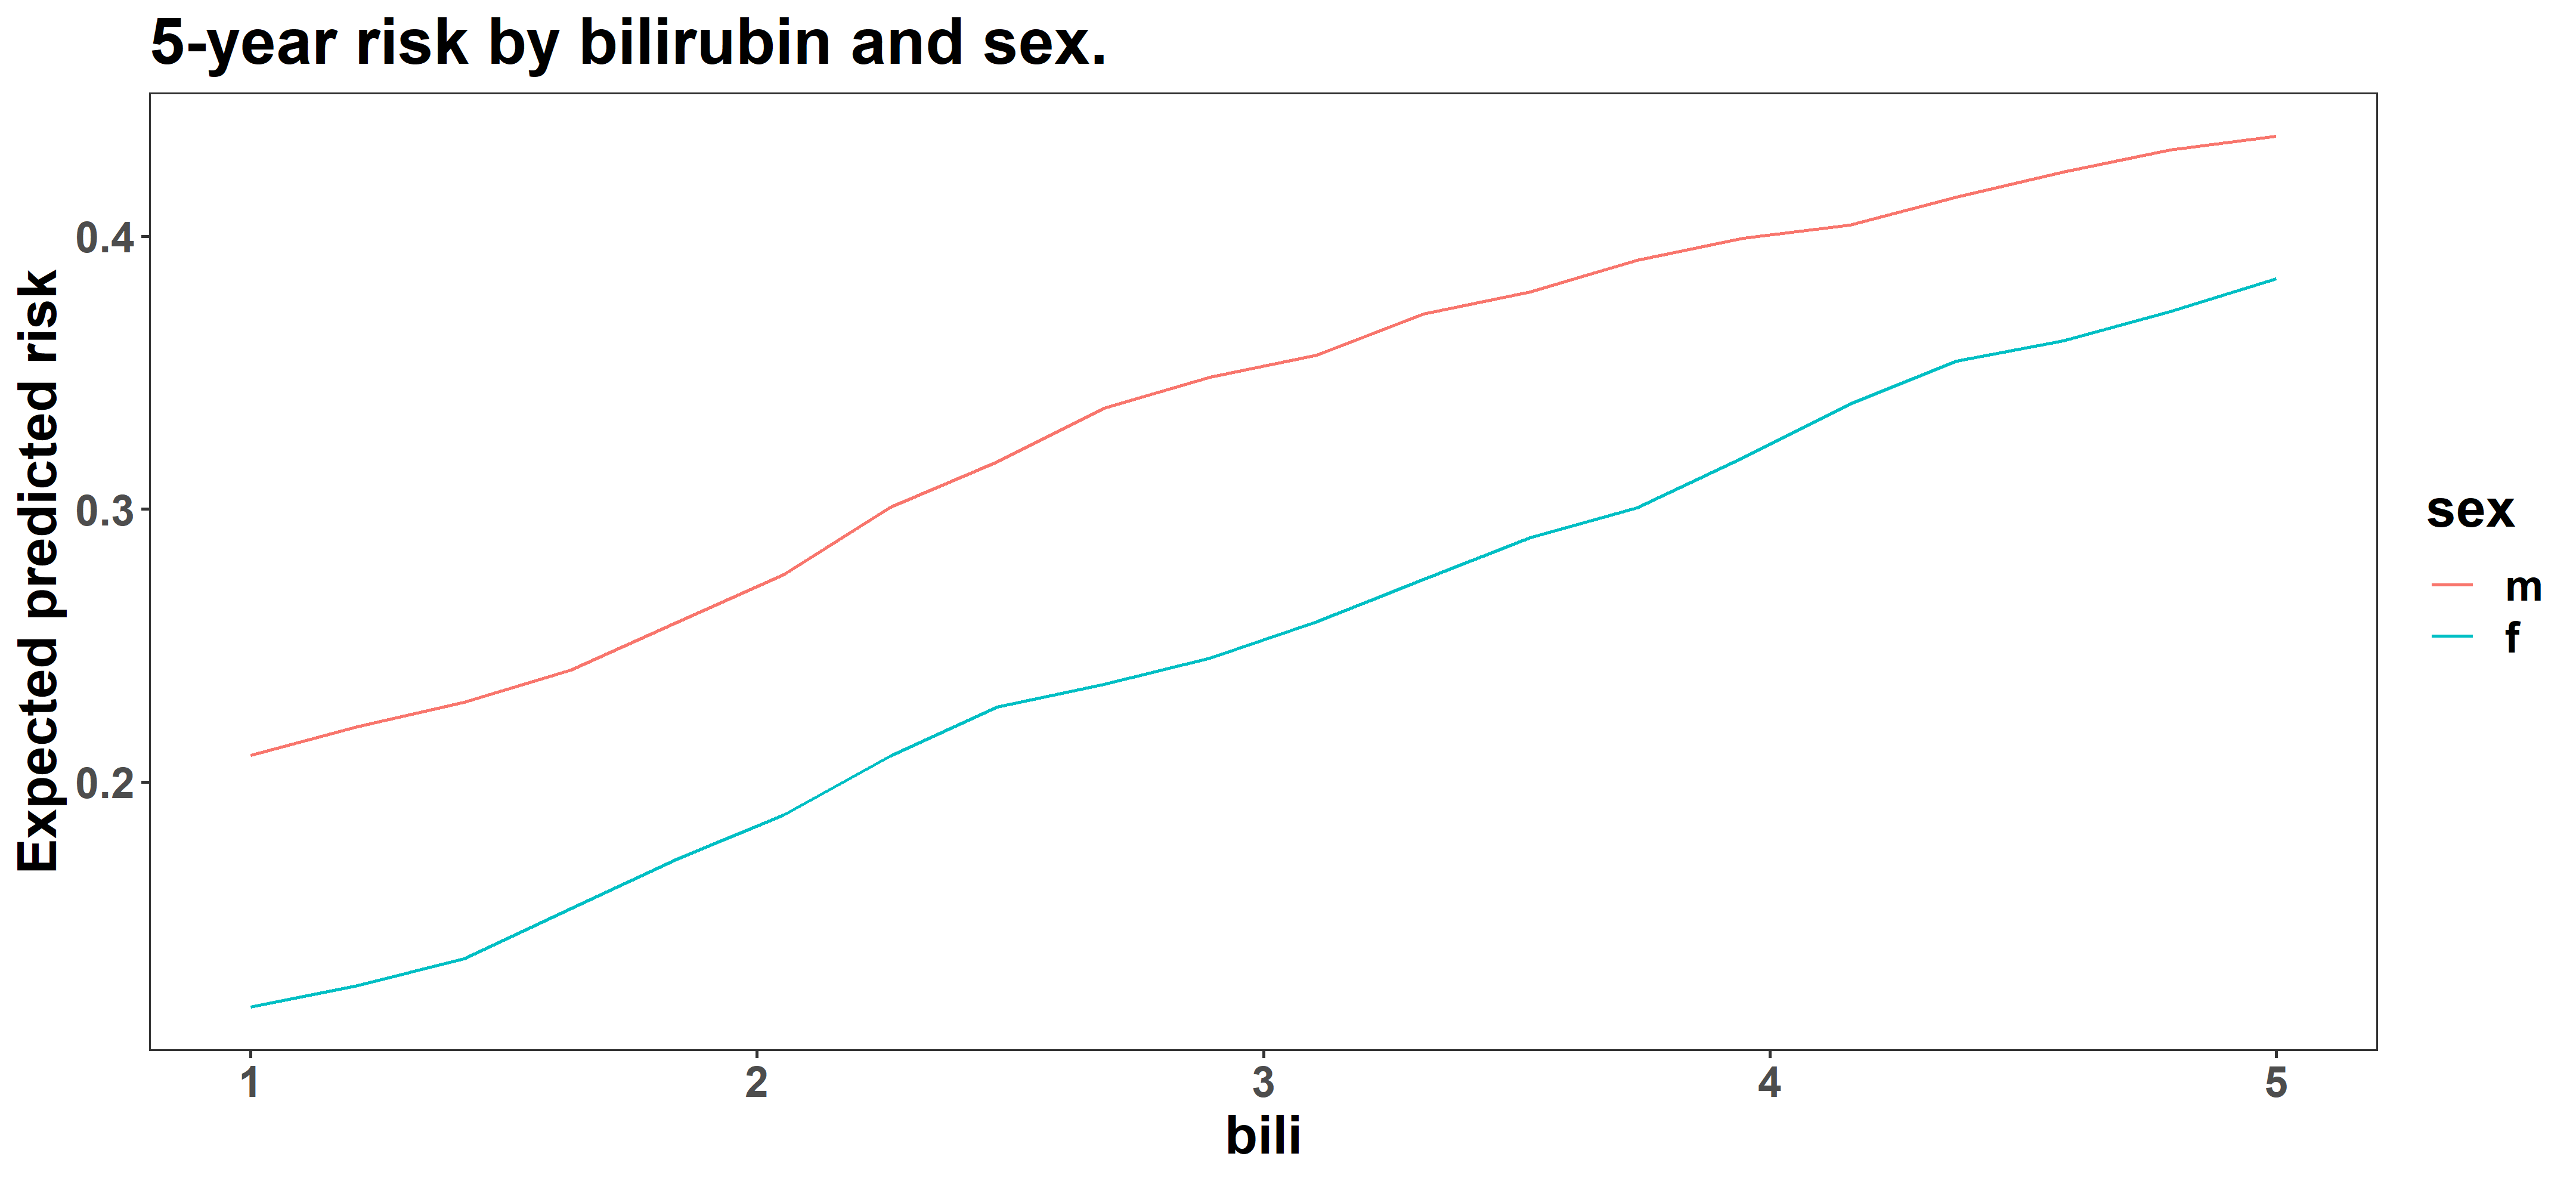 5-year risk by bilirubin and sex.
Expected predicted risk
0.4
0.3
0.2
1 2 3 4 5
bili
sex
m
f